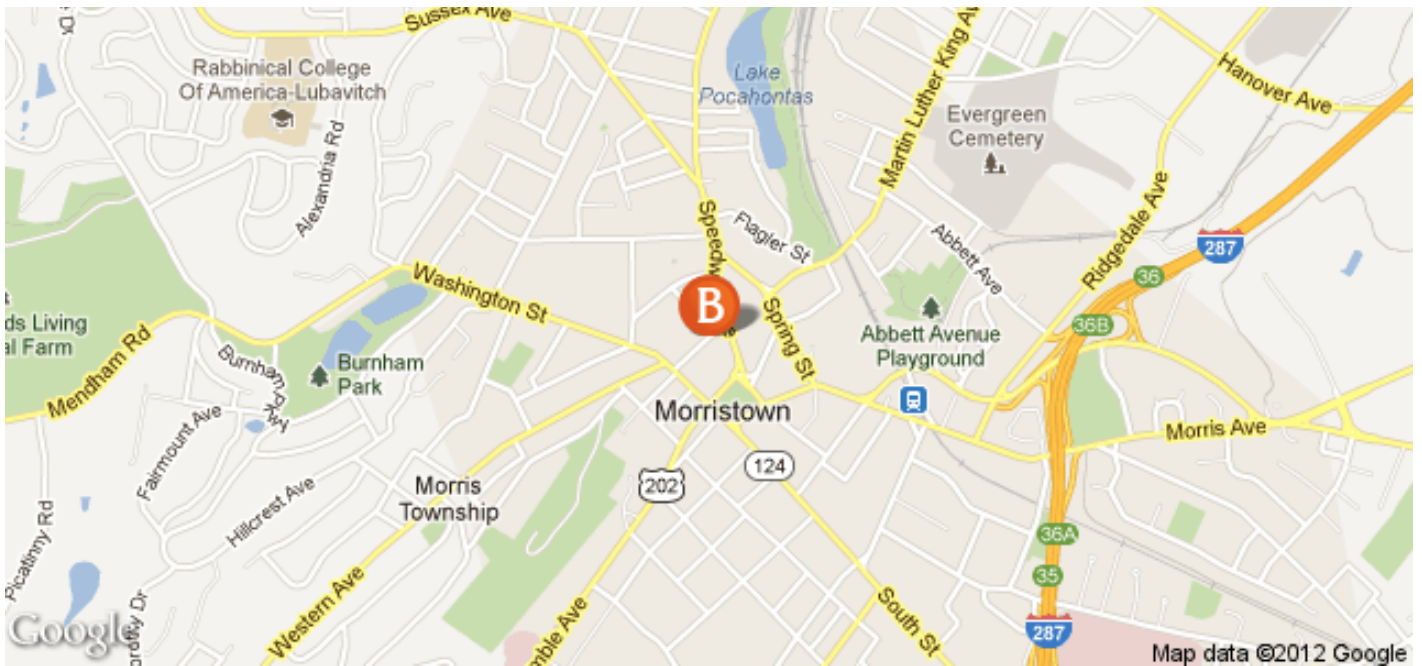 Sussex Ave
Rabbinical College
Of America-Lubavitch
Alexandria Rd
Lake
Pocahontas
Martin Luther King Av
Hanover Ave
Evergreen
Cemetery
287
Ridgedale Ave
Speedw
Flagler St
Abbett Ave
36
Washington St
B
Spring St
Abbett Avenue
Playground
36B
ds Living
al Farm
Mendham Rd
Burnham Pkwy
Burnham
Park
Morristown
Morris Ave
Fairmount Ave
124
202
Morris
Township
Hillcrest Ave
Picatinny Rd
36A
35
Western Ave
South St
287
Google
Map data ©2012 Google